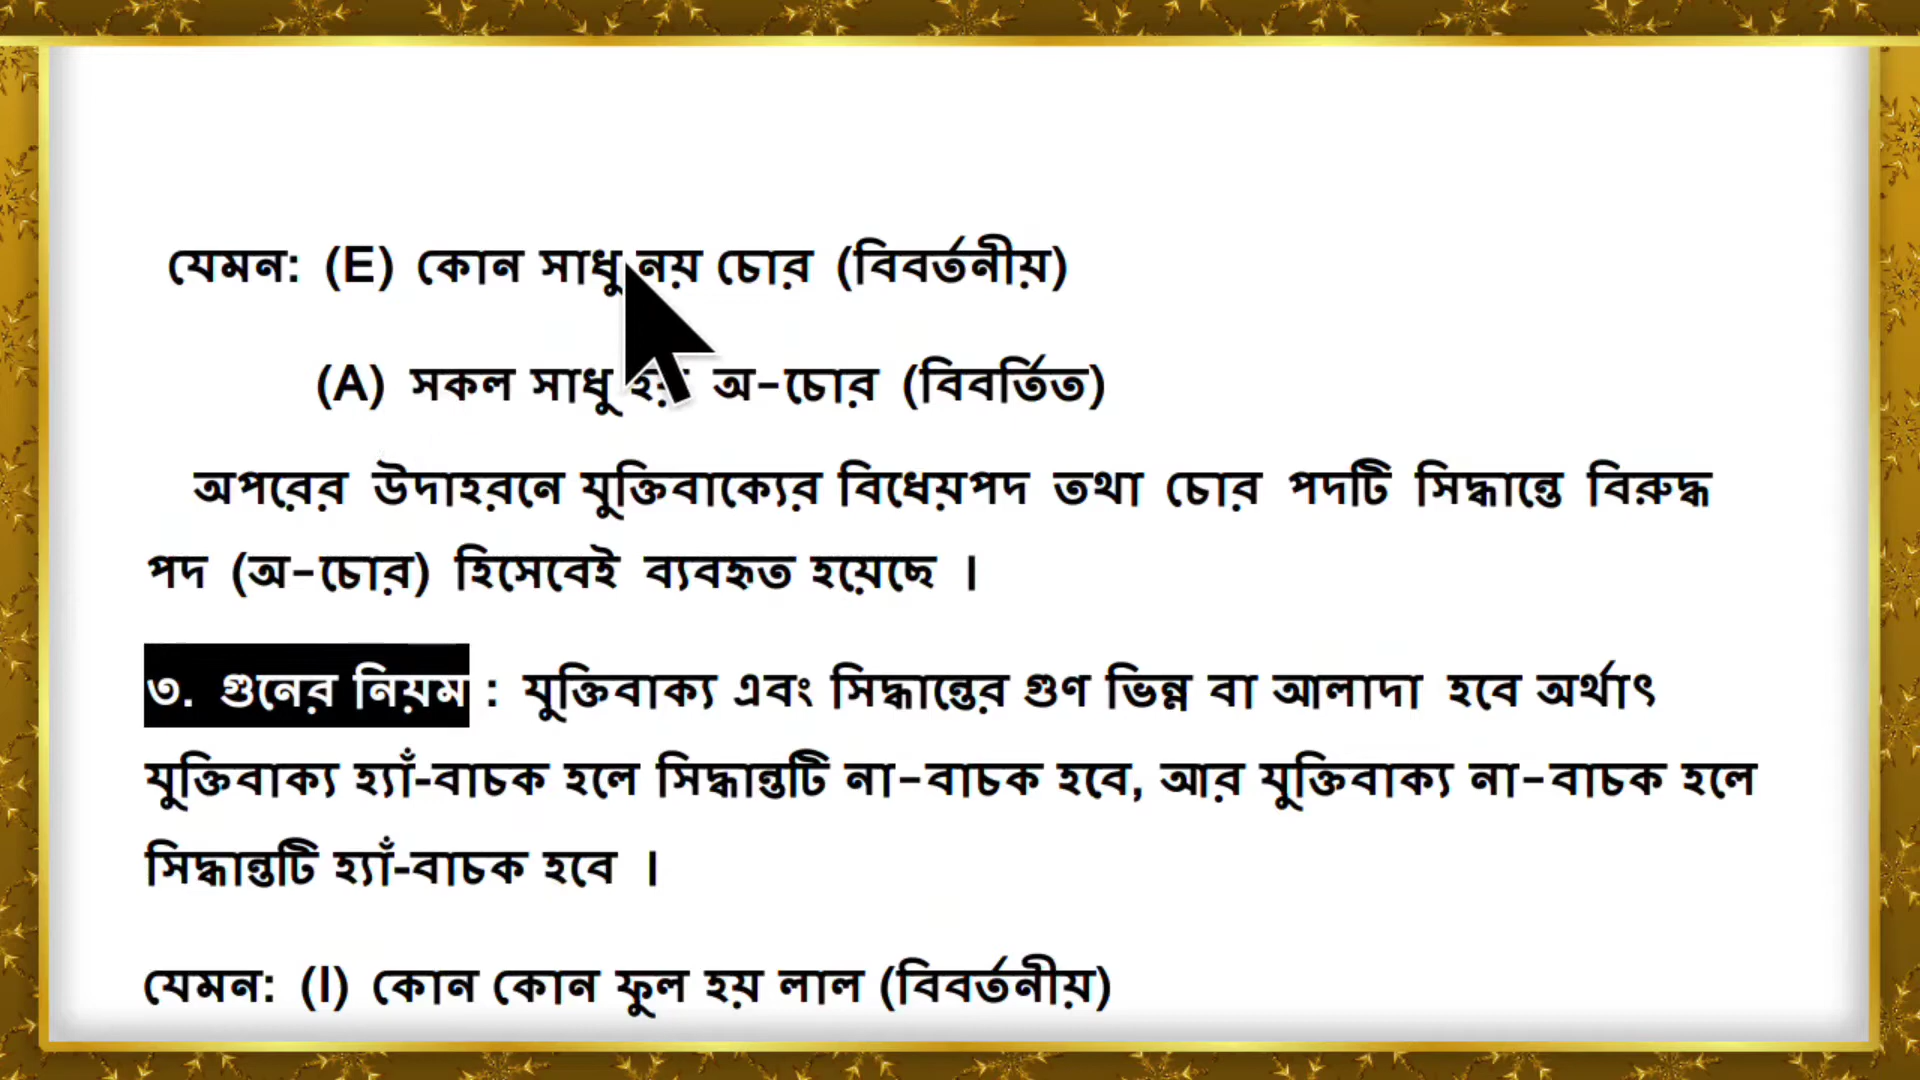 যেমন: (E) কোন সাধু নয় চোর (বিবর্তনীয়)
(A) সকল সাধু হয় অ-চোর (বিবর্তিত)
অপরের উদাহরনে যুক্তিবাক্যের বিধেয়পদ তথা চোর পদটি সিদ্ধান্তে বিরুদ্ধ
পদ (অ-চোর) হিসেবেই ব্যবহৃত হয়েছে ।
৩. গুনের নিয়ম : যুক্তিবাক্য এবং সিদ্ধান্তের গুণ ভিন্ন বা আলাদা হবে অর্থাৎ
যুক্তিবাক্য হ্যাঁ-বাচক হলে সিদ্ধান্তটি না-বাচক হবে, আর যুক্তিবাক্য না-বাচক হলে
সিদ্ধান্তটি হ্যাঁ-বাচক হবে ।
যেমন: (I) কোন কোন ফুল হয় লাল (বিবর্তনীয়)